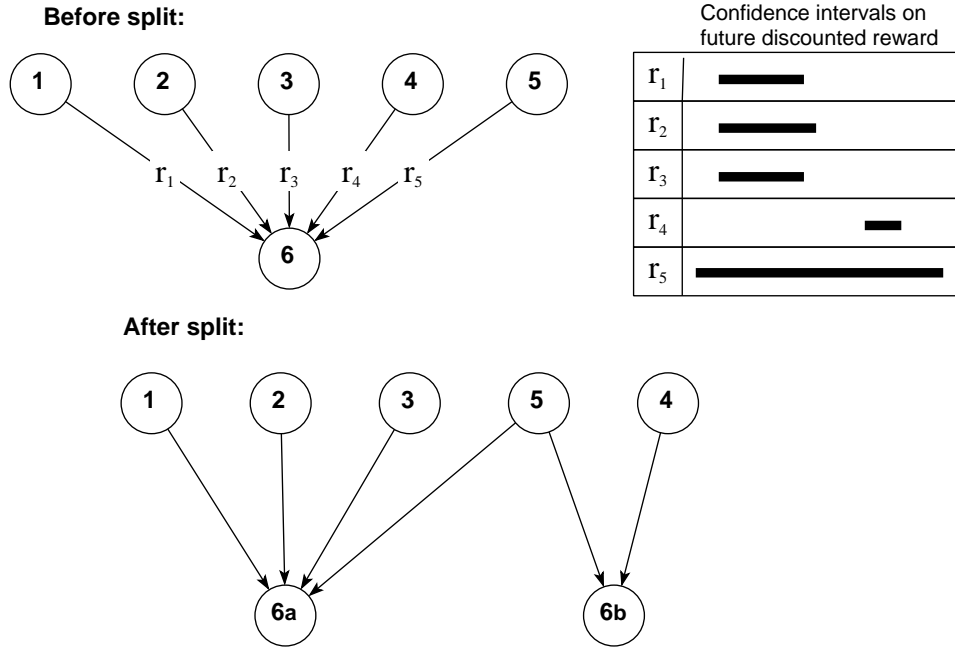 Before split:
Confidence intervals on
future discounted reward
1 2 3 4 5
r₁ r₂ r₃ r₄ r₅
6
r₁
r₂
r₃
r₄
r₅
After split:
1 2 3 5 4
6a 6b